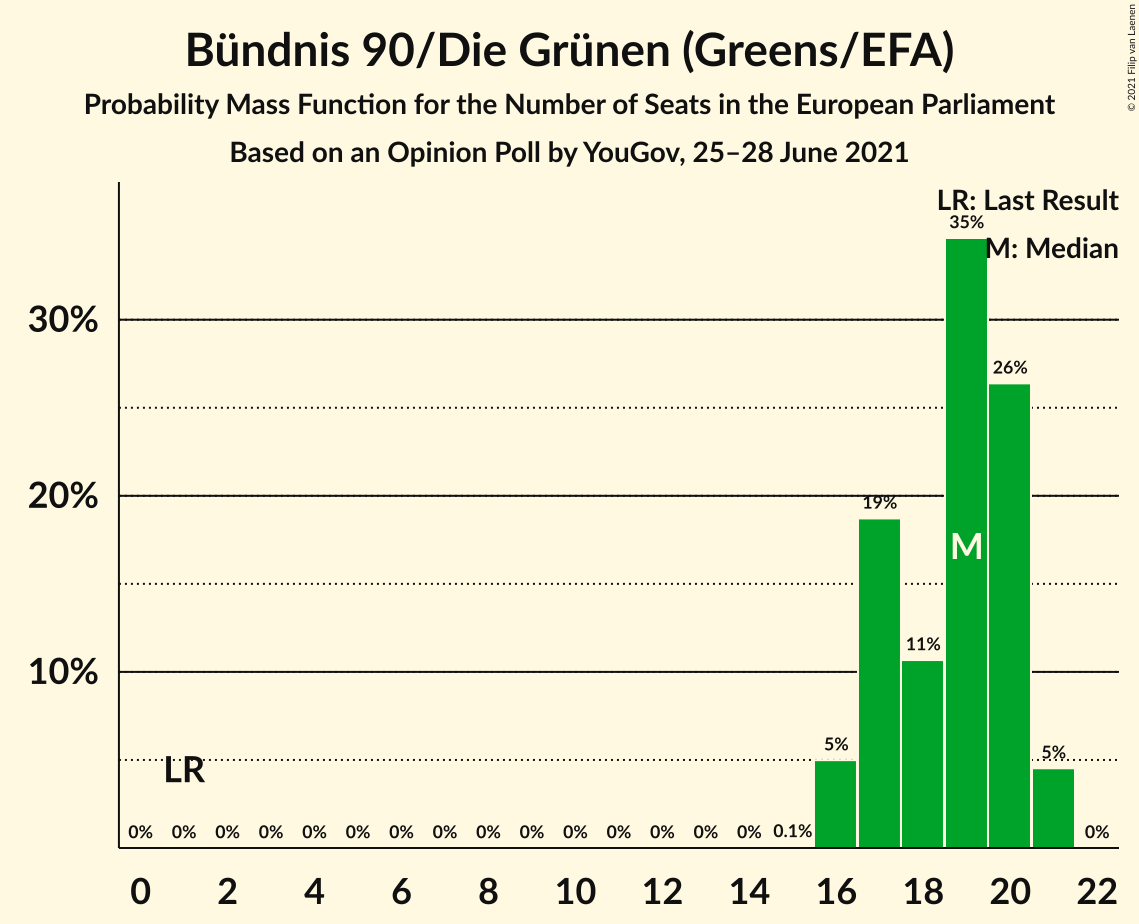 Bündnis 90/Die Grünen (Greens/EFA)
Probability Mass Function for the Number of Seats in the European Parliament
Based on an Opinion Poll by YouGov, 25–28 June 2021
© 2021 Filip van Laenen
LR: Last Result
M: Median
35%
30%
26%
20%
19%
M
11%
10%
5%
5%
LR
0% 0% 0% 0% 0% 0% 0% 0% 0% 0% 0% 0% 0% 0% 0% 0.1% 0%
0 2 4 6 8 10 12 14 16 18 20 22